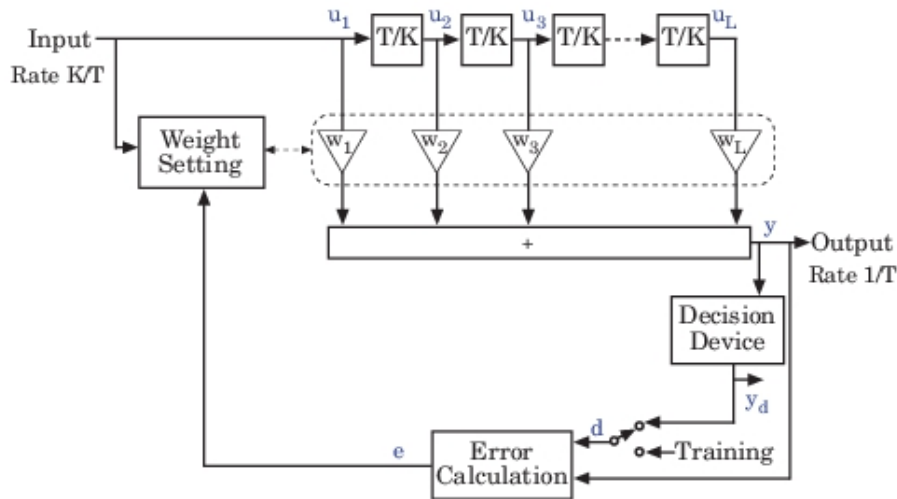 u1 u2 u3 uL
Input T/K T/K T/K T/K
Rate K/T
Weight
Setting
w1 w2 w3 wL
+
y
Output
Rate 1/T
Decision
Device
yd
d
e
Error
Calculation
Training